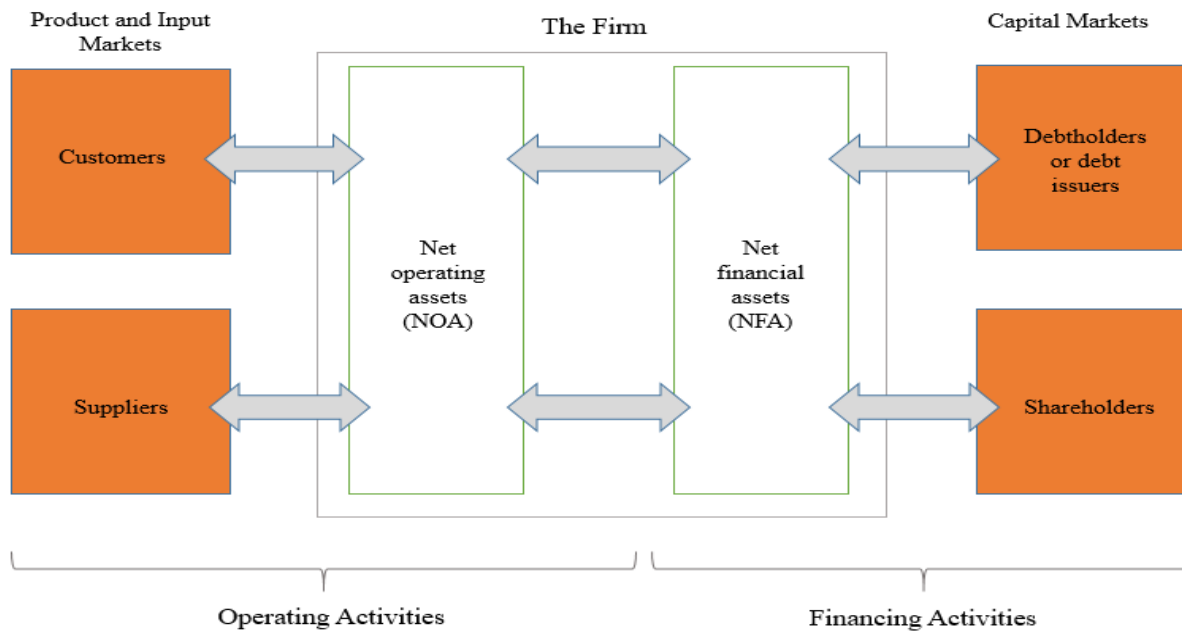 Product and Input
Markets
The Firm
Capital Markets
Customers
Debtholders
or debt
issuers
Net
operating
assets
(NOA)
Net
financial
assets
(NFA)
Suppliers
Shareholders
Operating Activities
Financing Activities